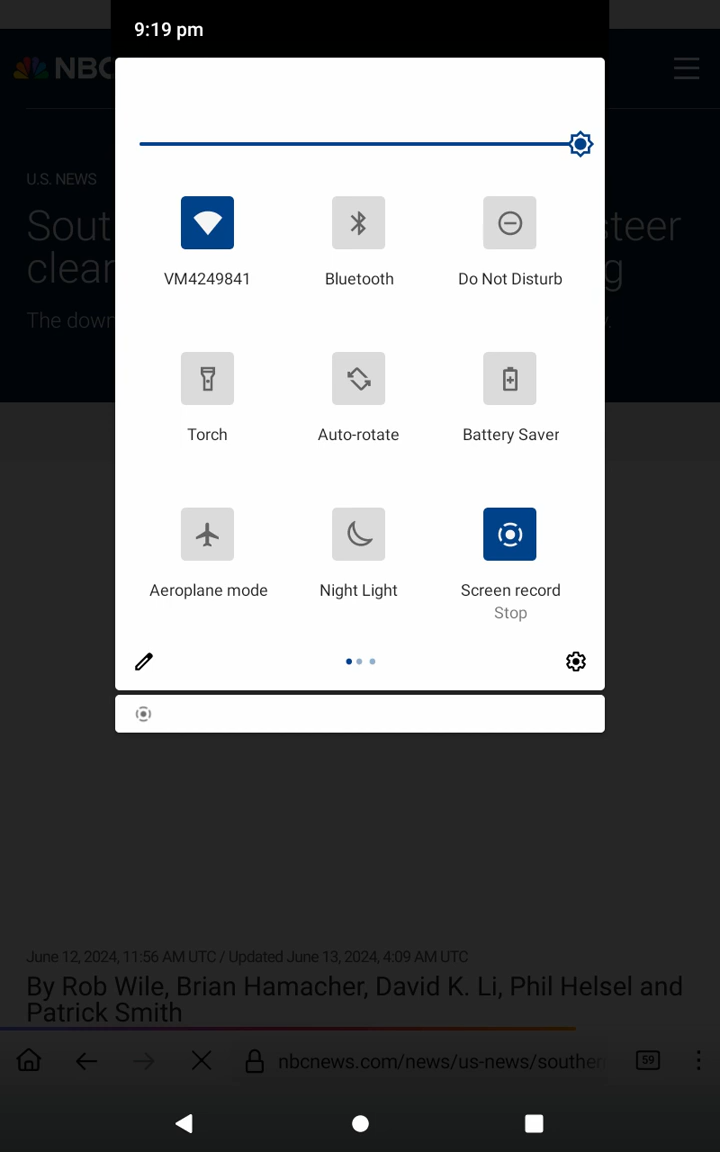 9:19 pm
NBC
U.S. NEWS
Sout
steer
clear
g
The down
VM4249841
Bluetooth
Do Not Disturb
Torch
Auto-rotate
Battery Saver
Aeroplane mode
Night Light
Screen record
Stop
June 12, 2024, 11:56 AM UTC / Updated June 13, 2024, 4:09 AM UTC
By Rob Wile, Brian Hamacher, David K. Li, Phil Helsel and
Patrick Smith
nbcnews.com/news/us-news/southern
59